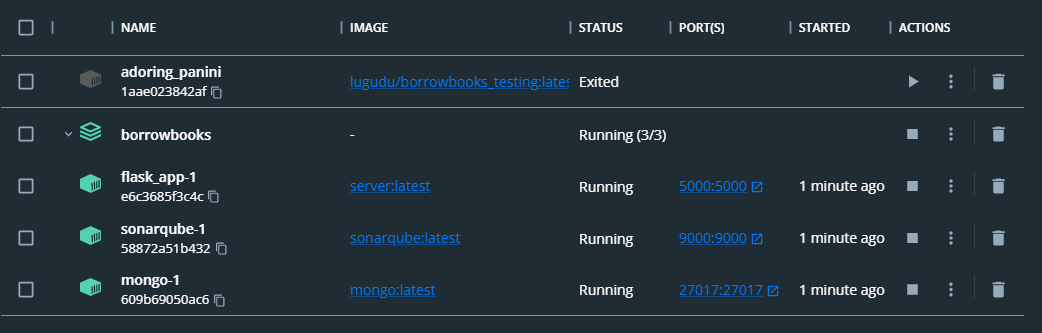 NAME IMAGE STATUS PORT(S) STARTED ACTIONS
adoring_panini
1aae023842af
lugudu/borrowbooks_testing:lates
Exited
borrowbooks - Running (3/3)
flask_app-1
e6c3685f3c4c
server:latest Running 5000:5000 1 minute ago
sonarqube-1
58872a51b432
sonarqube:latest Running 9000:9000 1 minute ago
mongo-1
609b69050ac6
mongo:latest Running 27017:27017 1 minute ago